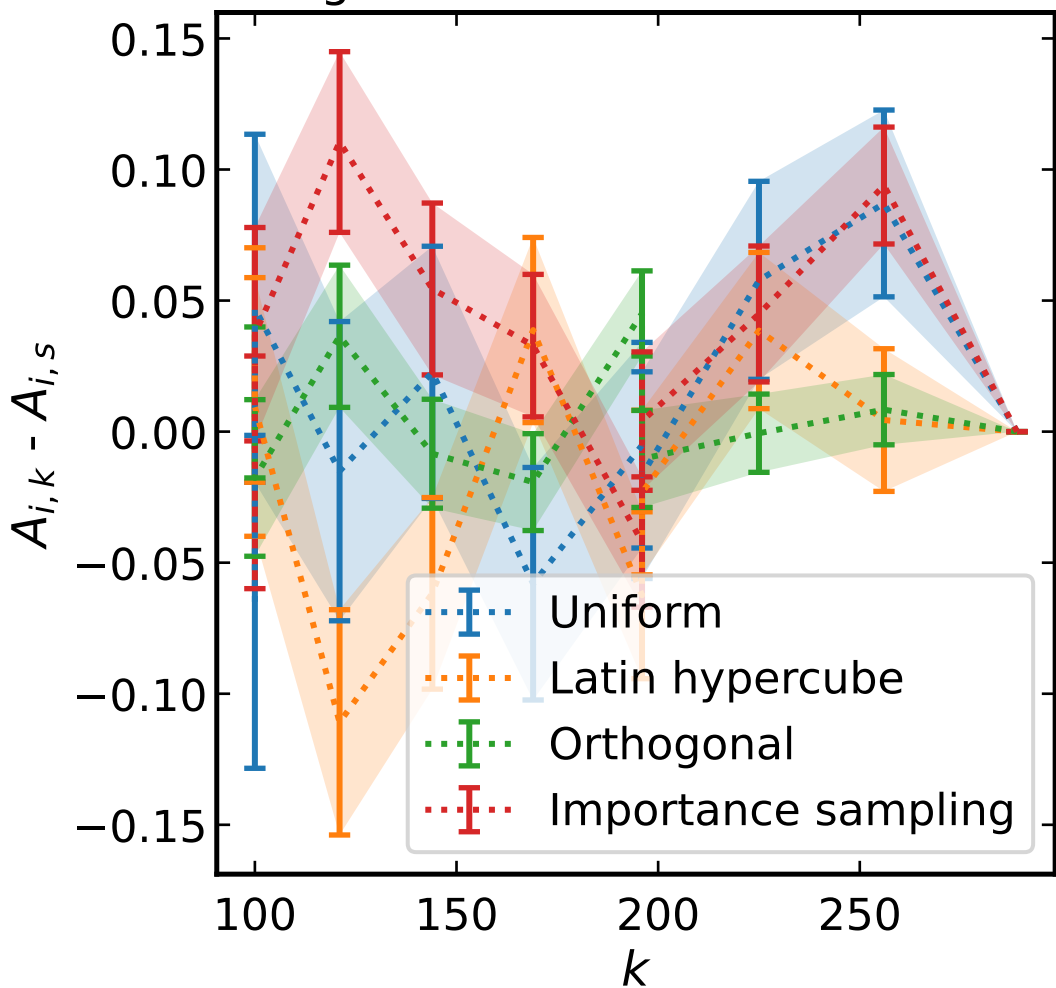 0.15
0.10
0.05
0.00
−0.05
−0.10
−0.15
A_{i,k} - A_{i,s}
Uniform
Latin hypercube
Orthogonal
Importance sampling
100 150 200 250
k